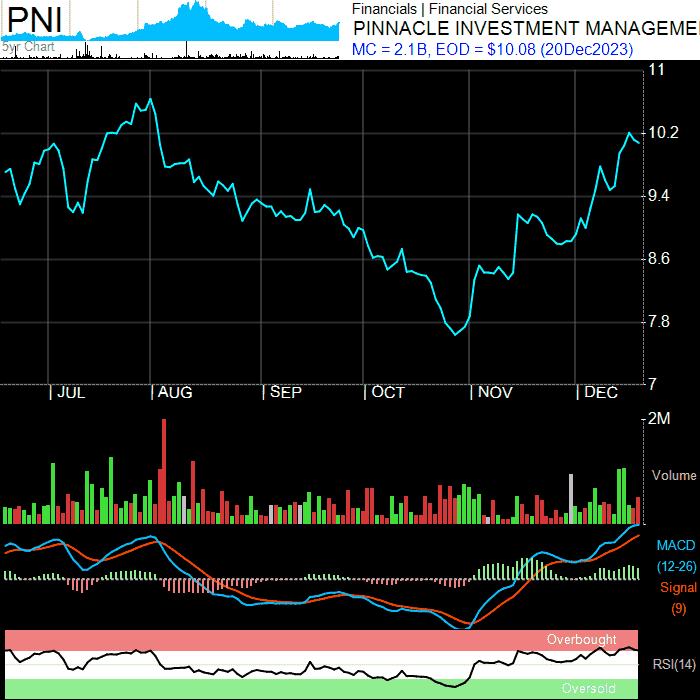 PNI
5yr Chart
Financials | Financial Services
PINNACLE INVESTMENT MANAGEME
MC = 2.1B, EOD = $10.08 (20Dec2023)
11
10.2
9.4
8.6
7.8
7
| JUL | AUG | SEP | OCT | NOV | DEC
2M
Volume
MACD
(12-26)
Signal
(9)
Overbought
RSI(14)
Oversold